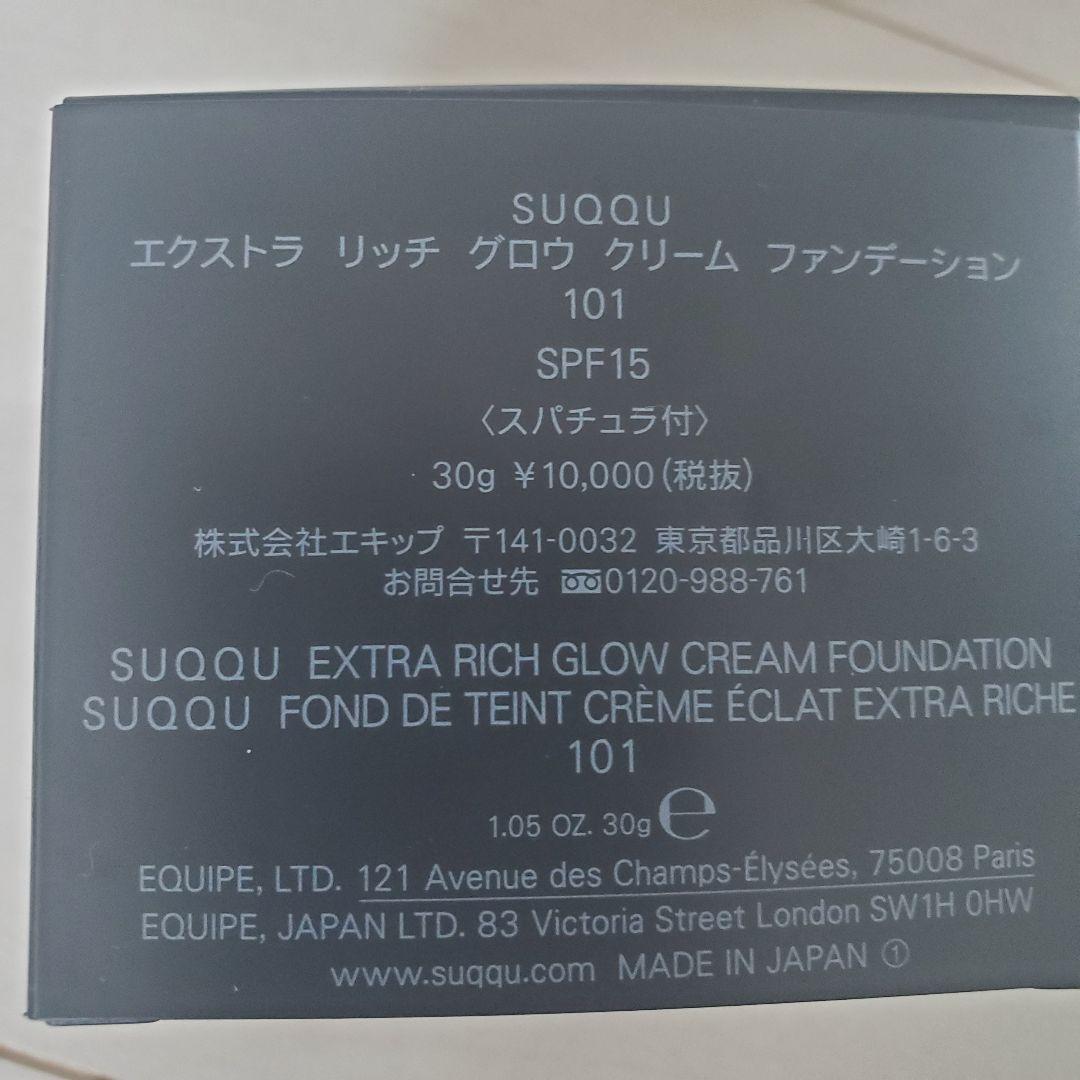 SUQQU
エクストラ リッチ グロウ クリーム ファンデーション
101
SPF15
〈スパチュラ付〉
30g ¥10,000(税抜)
株式会社エキップ 〒141-0032 東京都品川区大崎1-6-3
お問合せ先 0120-988-761
SUQQU EXTRA RICH GLOW CREAM FOUNDATION
SUQQU FOND DE TEINT CRÈME ÉCLAT EXTRA RICHE
101
1.05 OZ. 30g ℮
EQUIPE, LTD. 121 Avenue des Champs-Élysées, 75008 Paris
EQUIPE, JAPAN LTD. 83 Victoria Street London SW1H 0HW
www.suqqu.com MADE IN JAPAN ①